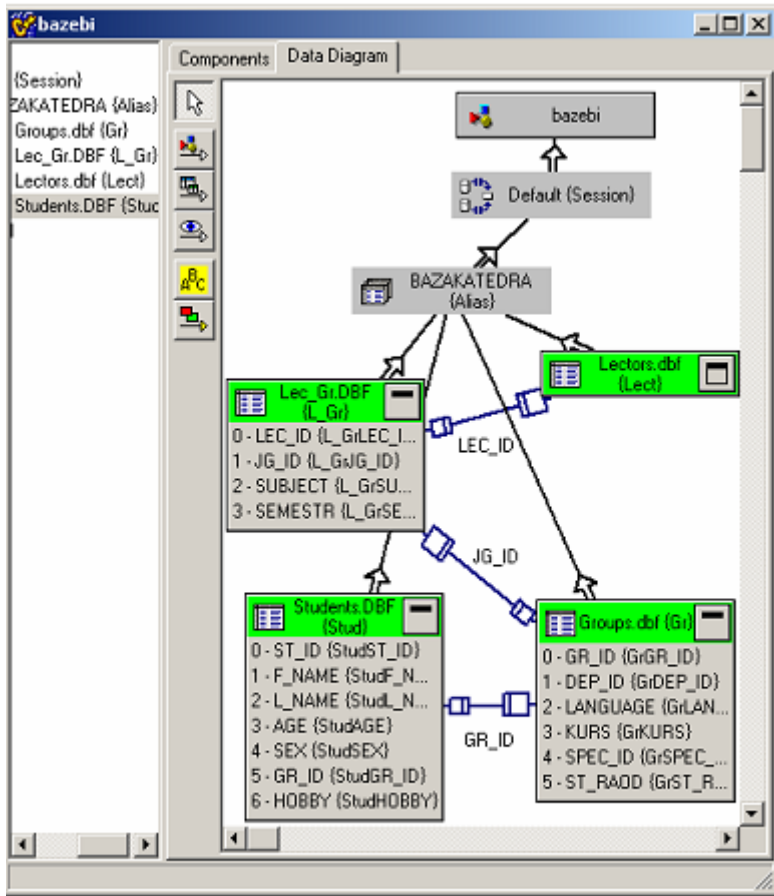 bazebi
Components
Data Diagram
{Session}
ZAKATEDRA {Alias}
Groups.dbf {Gr}
Lec_Gr.DBF {L_Gr}
Lectors.dbf {Lect}
Students.DBF {Stud
bazebi
Default {Session}
BAZAKATEDRA
{Alias}
Lectors.dbf
{Lect}
Lec_Gr.DBF
{L_Gr}
0 - LEC_ID {L_GrLEC_I...
1 - JG_ID {L_GrJG_ID}
2 - SUBJECT {L_GrSU...
3 - SEMESTR {L_GrSE...
LEC_ID
JG_ID
Students.DBF
{Stud}
0 - ST_ID {StudST_ID}
1 - F_NAME {StudF_N...
2 - L_NAME {StudL_N...
3 - AGE {StudAGE}
4 - SEX {StudSEX}
5 - GR_ID {StudGR_ID}
6 - HOBBY {StudHOBBY}
GR_ID
Groups.dbf {Gr}
0 - GR_ID {GrGR_ID}
1 - DEP_ID {GrDEP_ID}
2 - LANGUAGE {GrLAN...
3 - KURS {GrKURS}
4 - SPEC_ID {GrSPEC_...
5 - ST_RAOD {GrST_R...